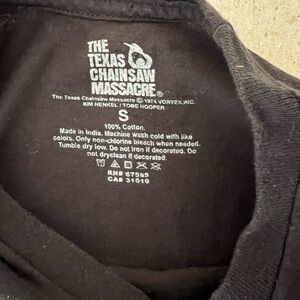 THE
TEXAS
CHAINSAW
MASSACRE®
The Texas Chainsaw Massacre © 1974 VORTEX INC.
KIM HENKEL / TOBE HOOPER
S
100% Cotton.
Made in India. Machine wash cold with like
colors. Only non-chlorine bleach when needed.
Tumble dry low. Do not iron if decorated. Do
not dryclean if decorated.
RN# 67585
CA# 31010